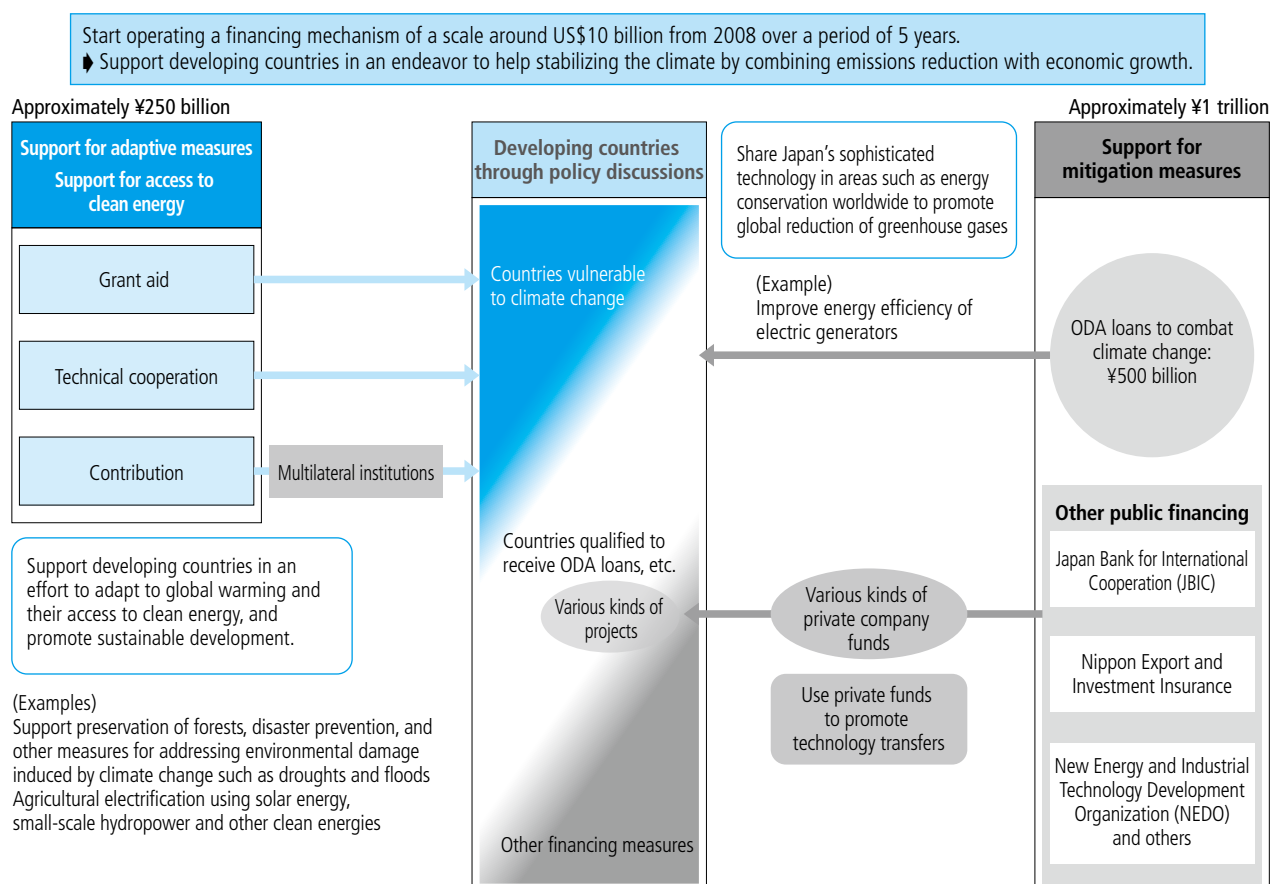 Start operating a financing mechanism of a scale around US$10 billion from 2008 over a period of 5 years.
➧ Support developing countries in an endeavor to help stabilizing the climate by combining emissions reduction with economic growth.
Approximately ¥250 billion
Support for adaptive measures
Support for access to
clean energy
Grant aid
Technical cooperation
Contribution
Multilateral institutions
Support developing countries in an
effort to adapt to global warming and
their access to clean energy, and
promote sustainable development.
(Examples)
Support preservation of forests, disaster prevention, and
other measures for addressing environmental damage
induced by climate change such as droughts and floods
Agricultural electrification using solar energy,
small-scale hydropower and other clean energies
Developing countries
through policy discussions
Countries vulnerable
to climate change
Countries qualified to
receive ODA loans, etc.
Various kinds of
projects
Other financing measures
Share Japan's sophisticated
technology in areas such as energy
conservation worldwide to promote
global reduction of greenhouse gases
(Example)
Improve energy efficiency of
electric generators
Various kinds of
private company
funds
Use private funds
to promote
technology transfers
Approximately ¥1 trillion
Support for
mitigation measures
ODA loans to combat
climate change:
¥500 billion
Other public financing
Japan Bank for International
Cooperation (JBIC)
Nippon Export and
Investment Insurance
New Energy and Industrial
Technology Development
Organization (NEDO)
and others